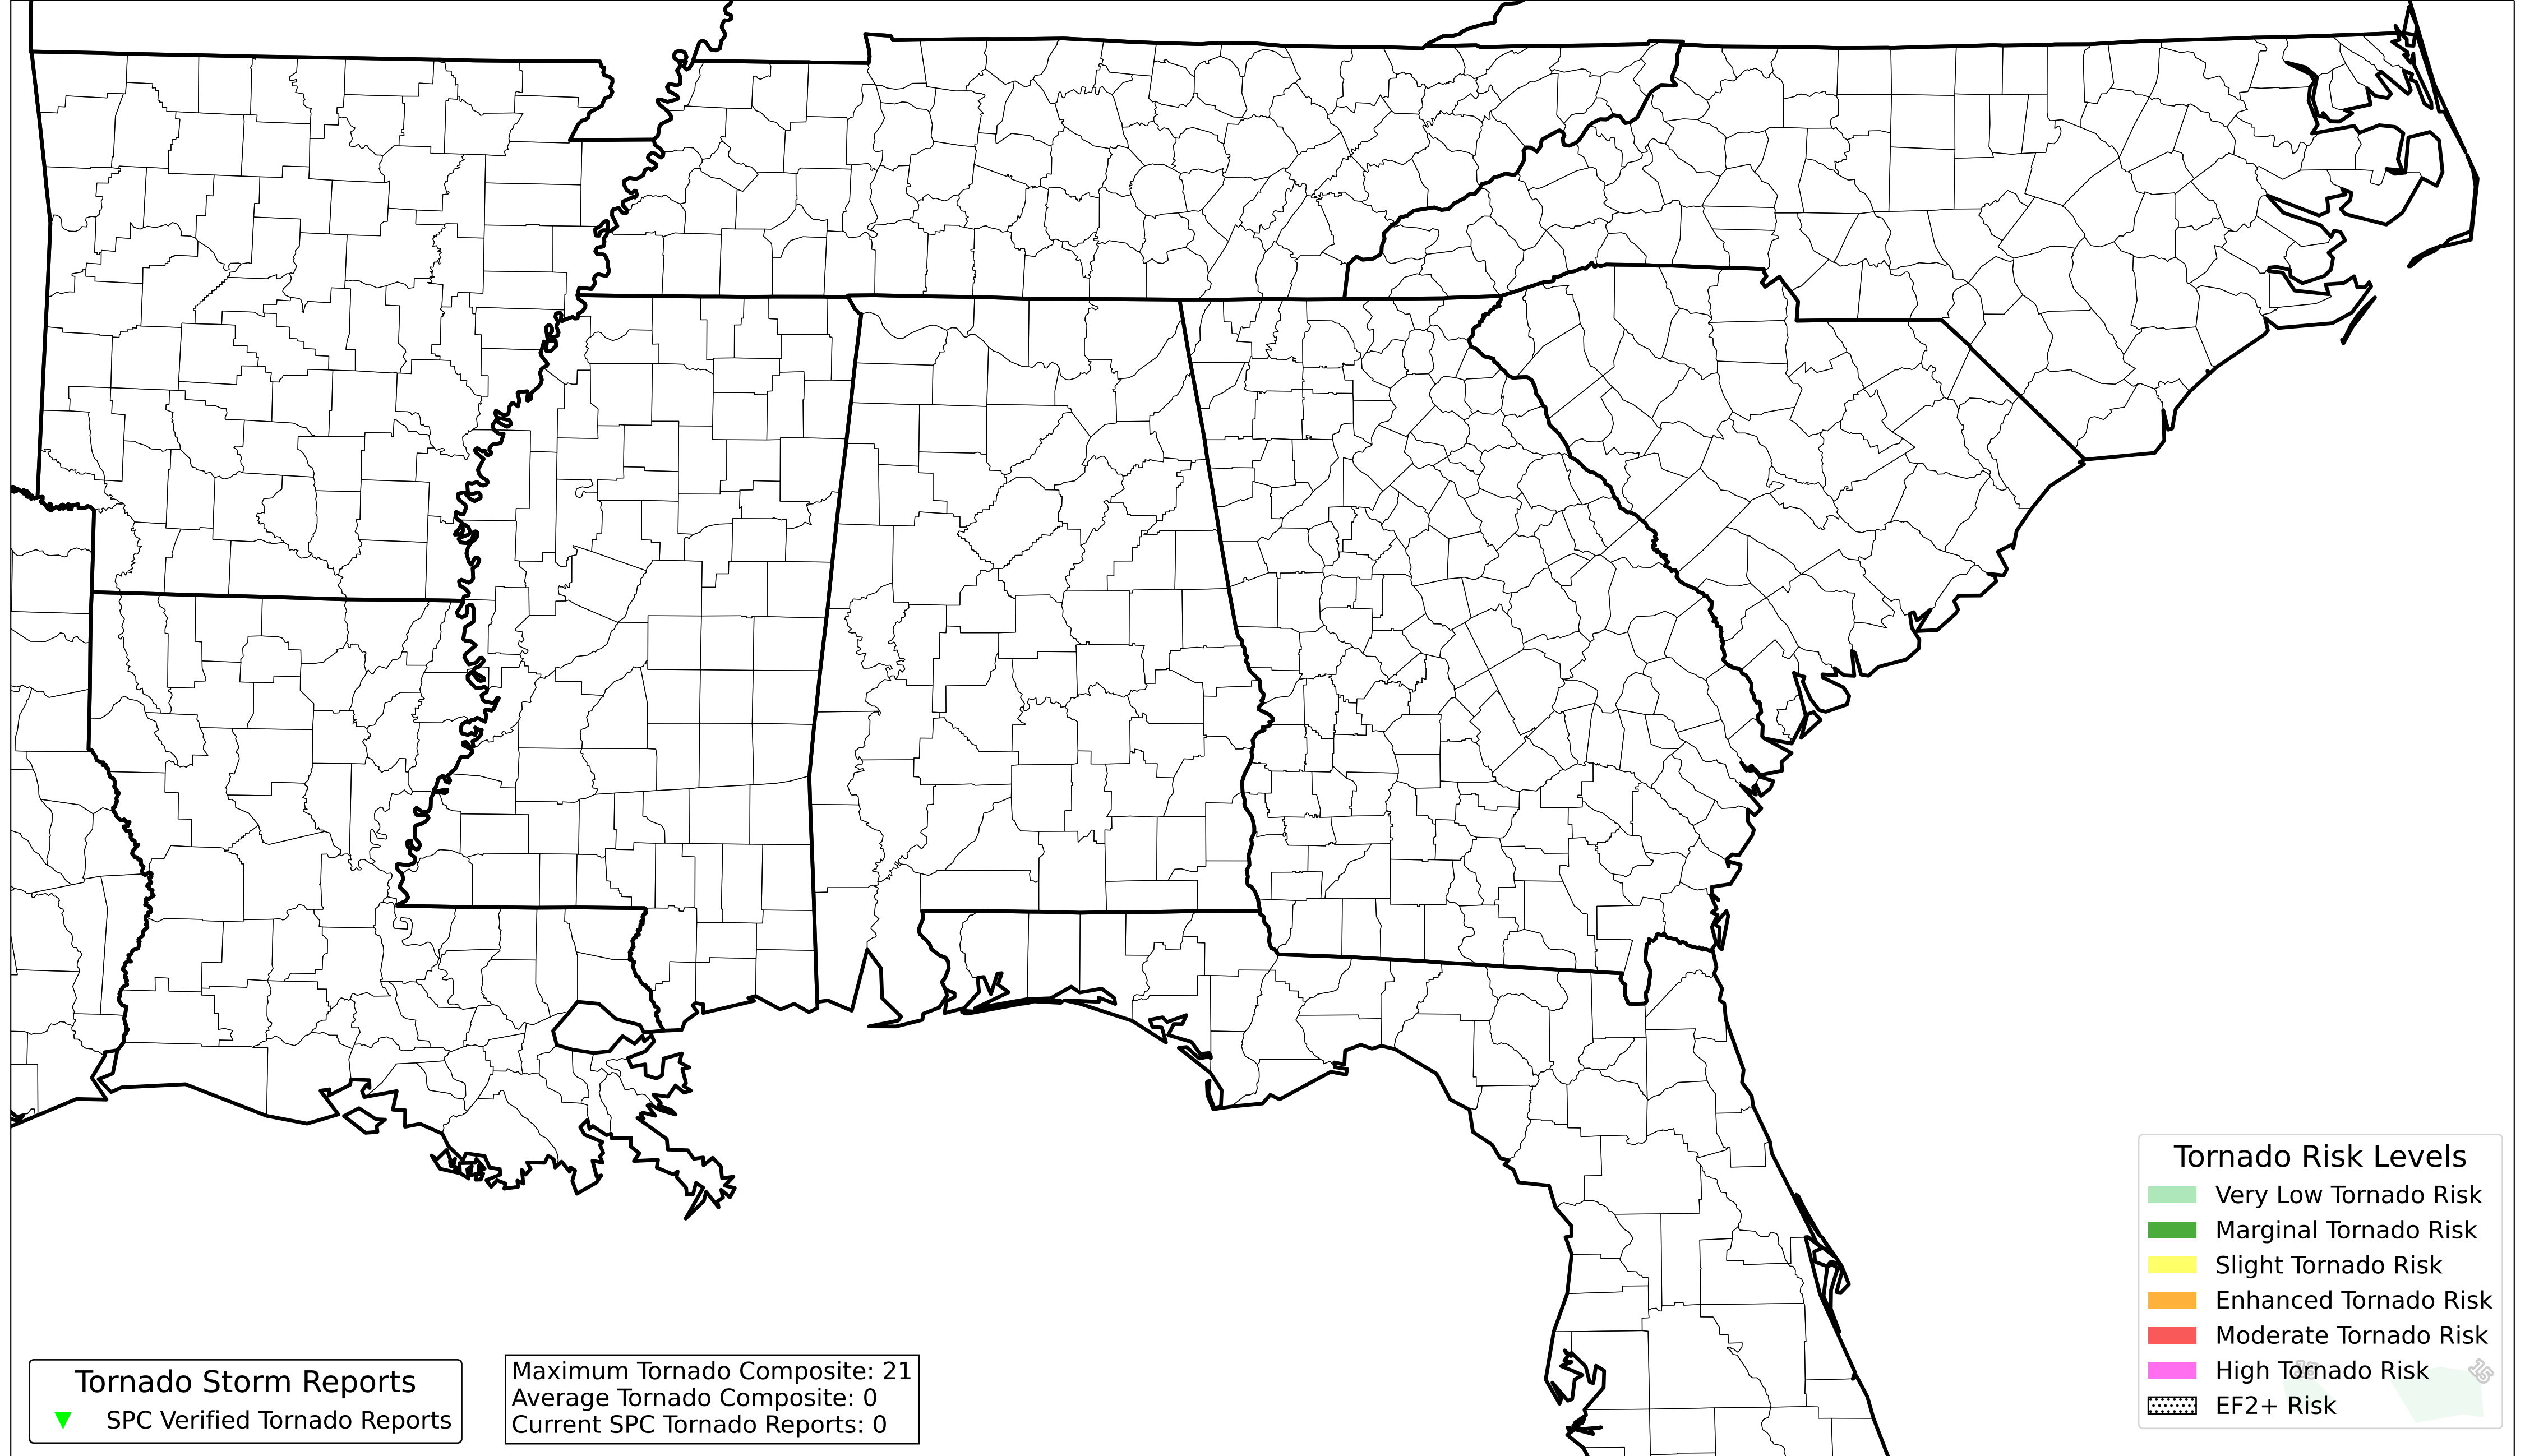 Tornado Storm Reports
SPC Verified Tornado Reports
Maximum Tornado Composite: 21
Average Tornado Composite: 0
Current SPC Tornado Reports: 0
Tornado Risk Levels
Very Low Tornado Risk
Marginal Tornado Risk
Slight Tornado Risk
Enhanced Tornado Risk
Moderate Tornado Risk
High Tornado Risk
15
EF2+ Risk